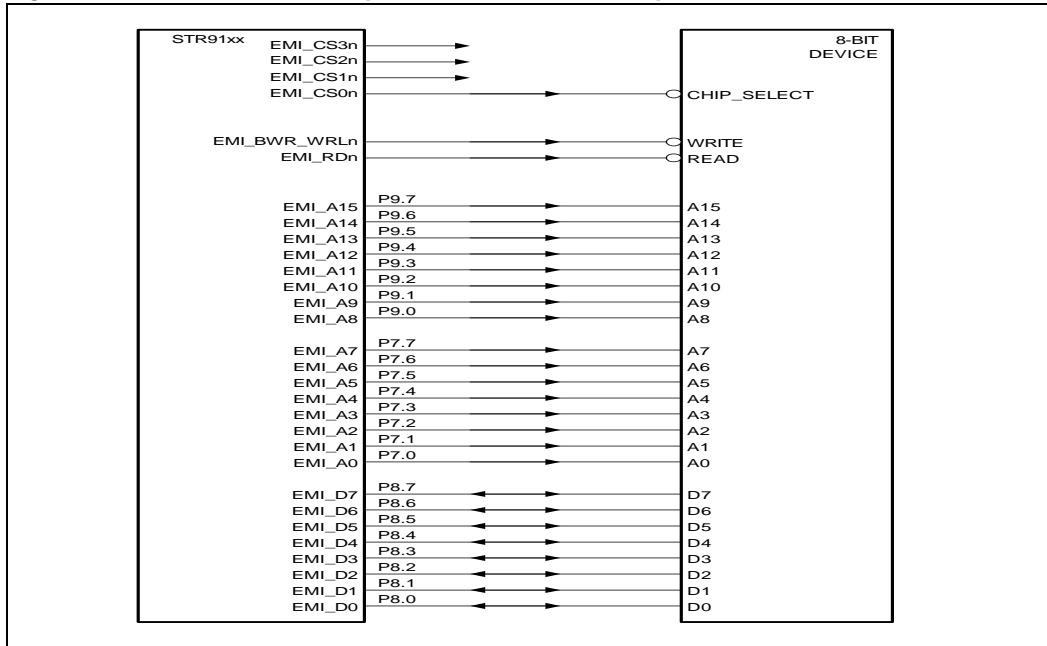 STR91xx
8-BIT
DEVICE
EMI_CS3n
EMI_CS2n
EMI_CS1n
EMI_CS0n CHIP_SELECT
EMI_BWR_WRLn WRITE
EMI_RDn READ
EMI_A15 P9.7 A15
EMI_A14 P9.6 A14
EMI_A13 P9.5 A13
EMI_A12 P9.4 A12
EMI_A11 P9.3 A11
EMI_A10 P9.2 A10
EMI_A9 P9.1 A9
EMI_A8 P9.0 A8
EMI_A7 P7.7 A7
EMI_A6 P7.6 A6
EMI_A5 P7.5 A5
EMI_A4 P7.4 A4
EMI_A3 P7.3 A3
EMI_A2 P7.2 A2
EMI_A1 P7.1 A1
EMI_A0 P7.0 A0
EMI_D7 P8.7 D7
EMI_D6 P8.6 D6
EMI_D5 P8.5 D5
EMI_D4 P8.4 D4
EMI_D3 P8.3 D3
EMI_D2 P8.2 D2
EMI_D1 P8.1 D1
EMI_D0 P8.0 D0